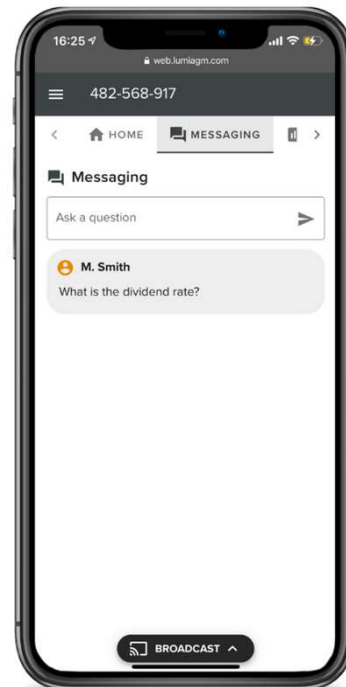 16:25
web.lumiagm.com
482-568-917
HOME
MESSAGING
Messaging
Ask a question
M. Smith
What is the dividend rate?
BROADCAST